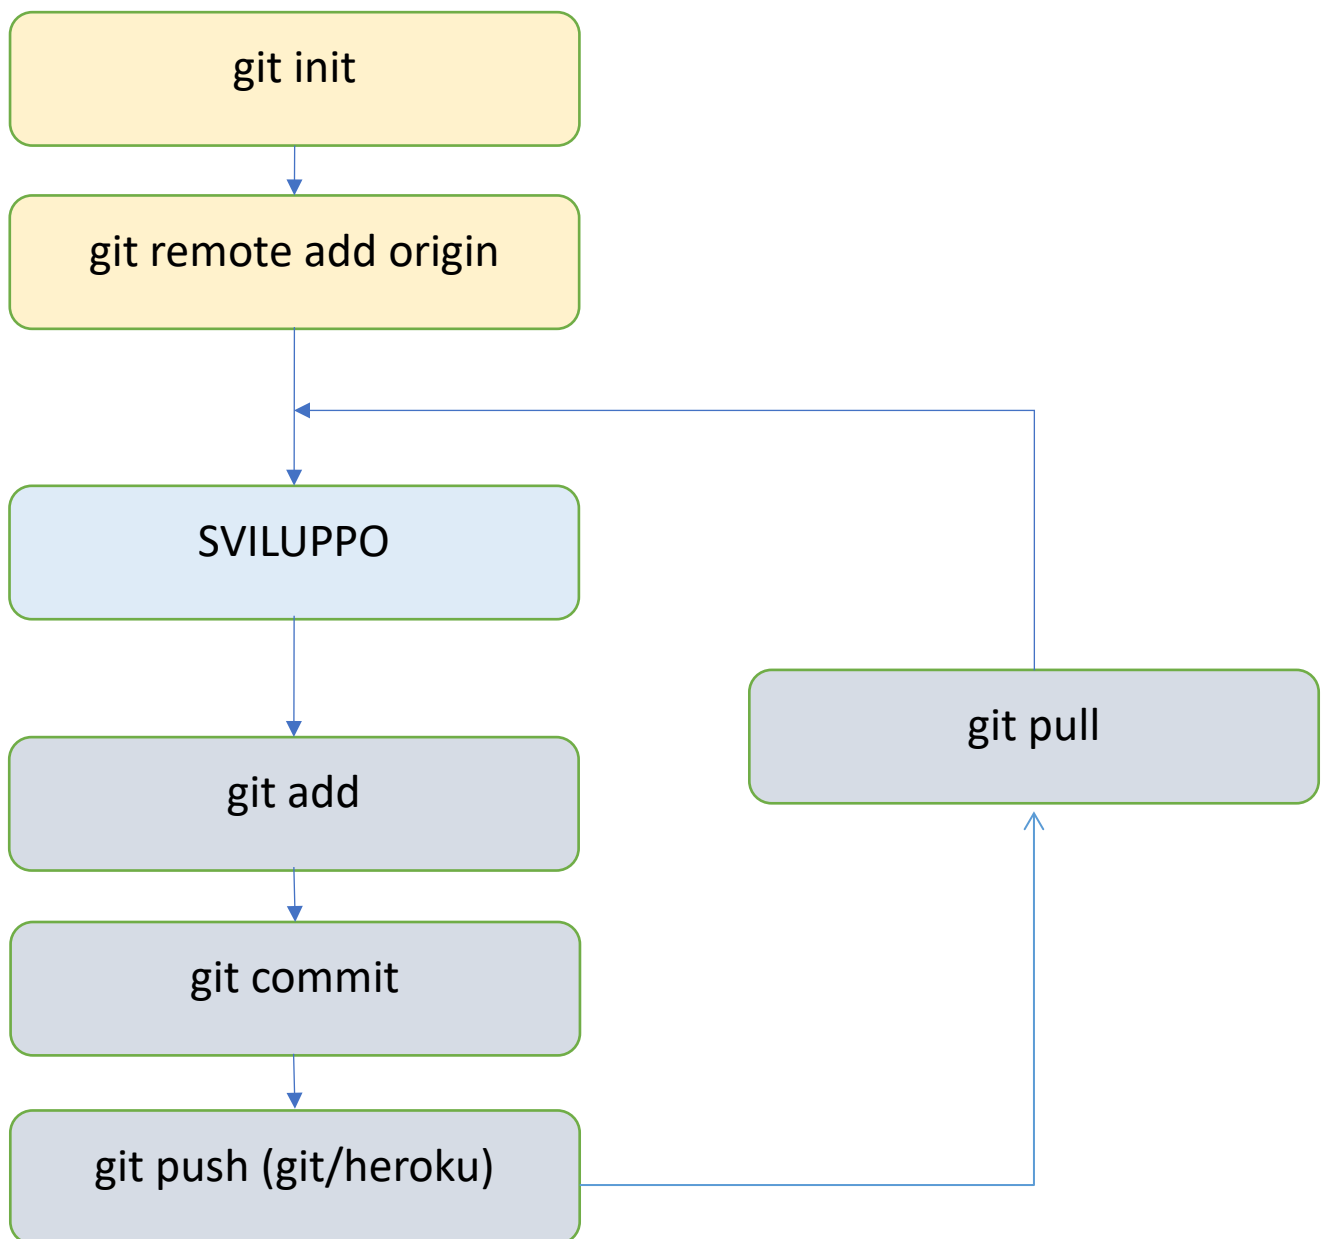 git init
git remote add origin
SVILUPPO
git add
git commit
git push (git/heroku)
git pull